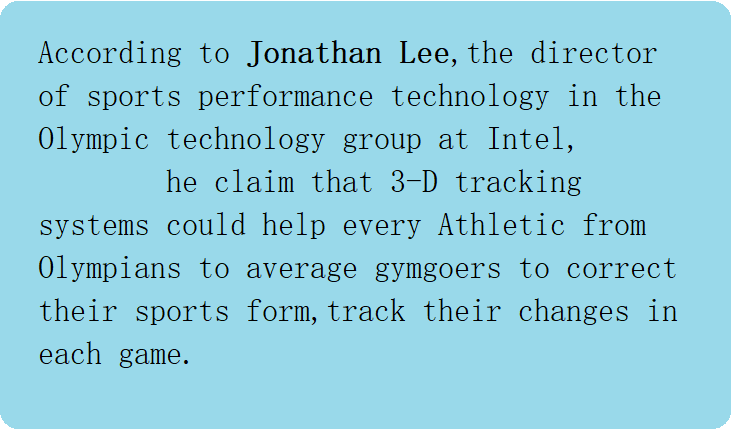 According to Jonathan Lee,the director
of sports performance technology in the
Olympic technology group at Intel,
he claim that 3-D tracking
systems could help every Athletic from
Olympians to average gymgoers to correct
their sports form,track their changes in
each game.